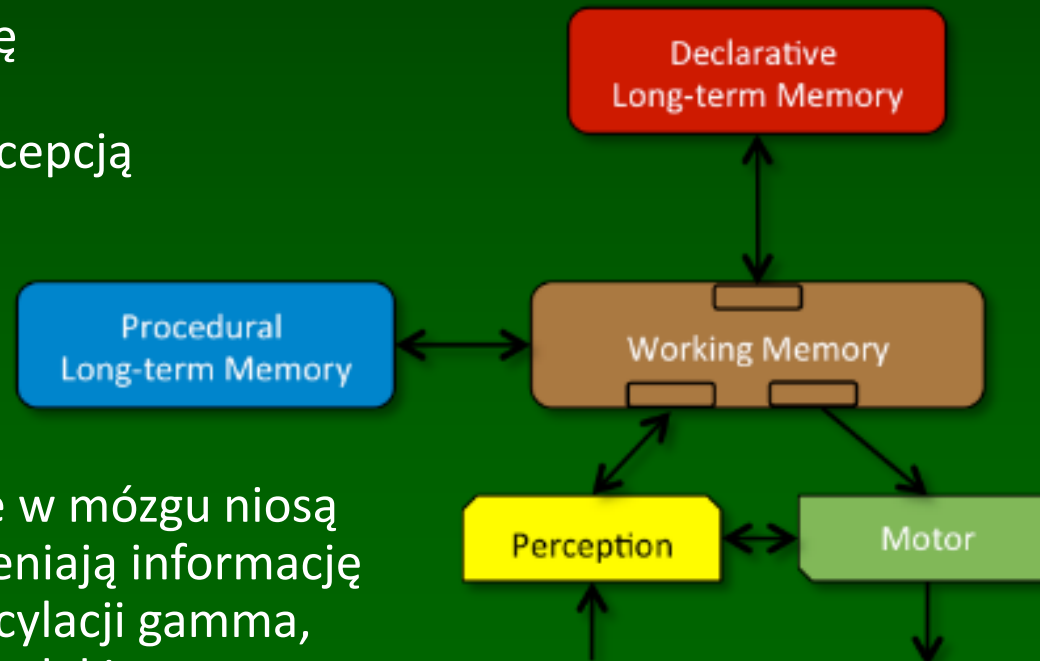 ę
cepcją
Declarative
Long-term Memory
Procedural
Long-term Memory
Working Memory
Perception
Motor
w mózgu niosą
eniają informację
cylacji gamma,